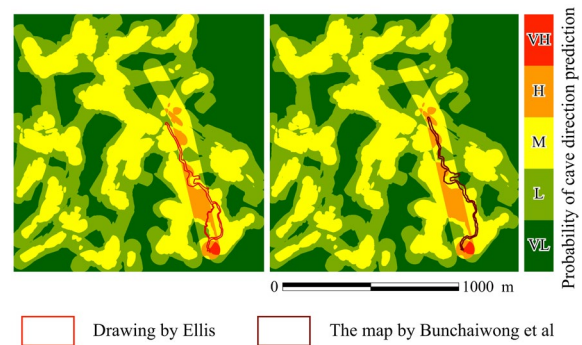 VH
H
M
L
VL
Probability of cave direction prediction
0 1000 m
Drawing by Ellis
The map by Bunchaiwong et al